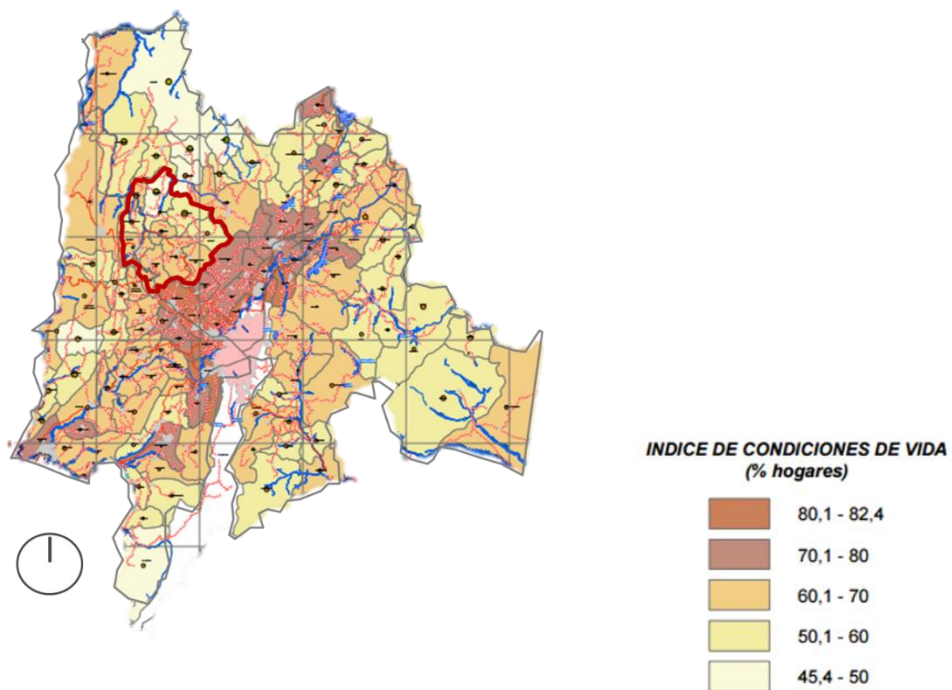 INDICE DE CONDICIONES DE VIDA
(% hogares)
80,1 - 82,4
70,1 - 80
60,1 - 70
50,1 - 60
45,4 - 50